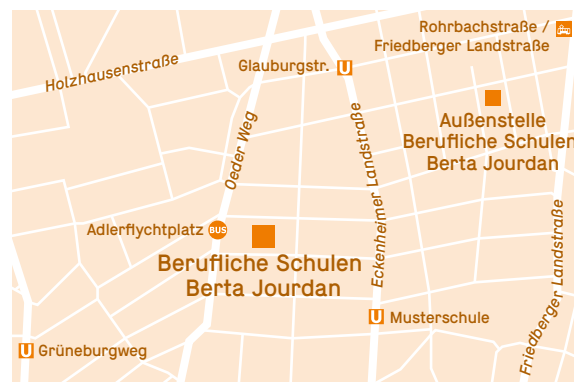 Rohrbachstraße /
Friedberger Landstraße
Holzhausenstraße
Glauburgstr. U
Außenstelle
Berufliche Schulen
Berta Jourdan
Oeder Weg
Eckenheimer Landstraße
Adlerflychtplatz BUS
Berufliche Schulen
Berta Jourdan
Friedberger Landstraße
U Musterschule
U Grüneburgweg